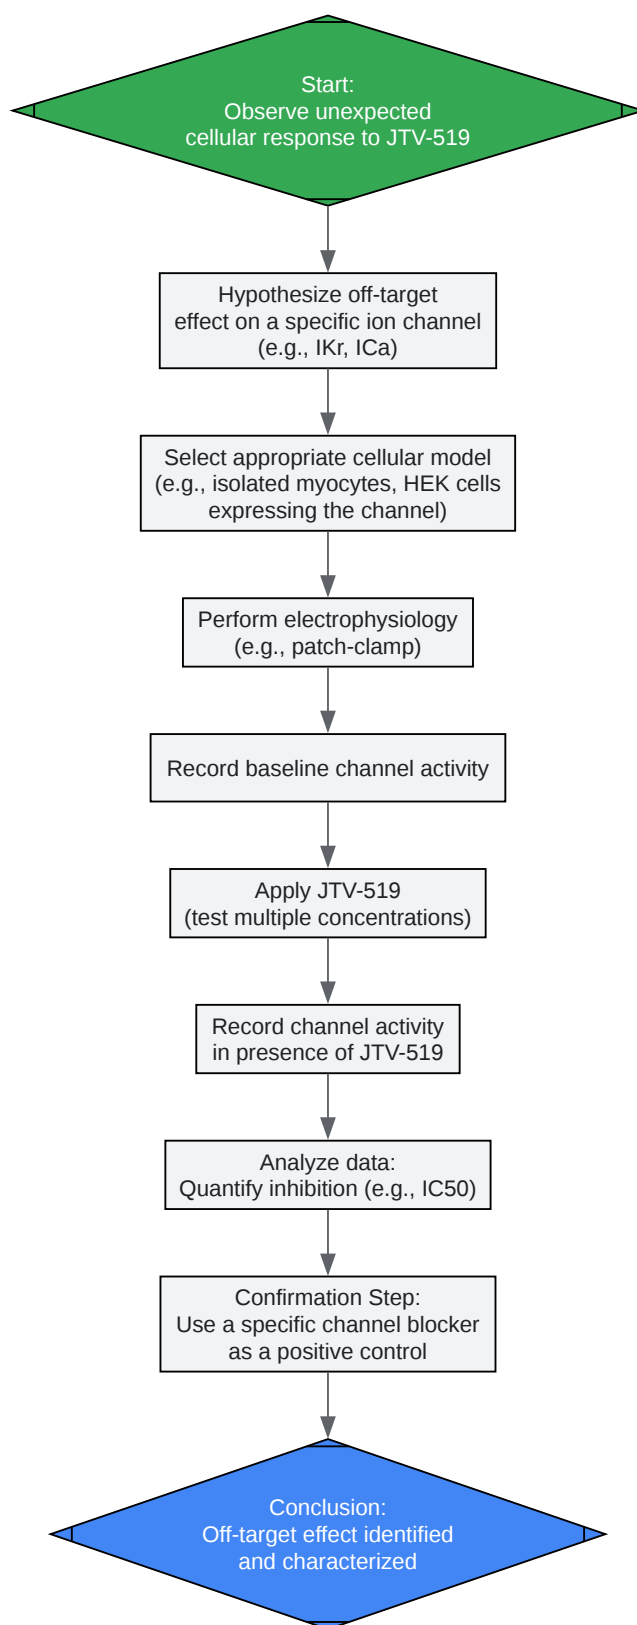 Start:
Observe unexpected
cellular response to JTV-519
Hypothesize off-target
effect on a specific ion channel
(e.g., IKr, ICa)
Select appropriate cellular model
(e.g., isolated myocytes, HEK cells
expressing the channel)
Perform electrophysiology
(e.g., patch-clamp)
Record baseline channel activity
Apply JTV-519
(test multiple concentrations)
Record channel activity
in presence of JTV-519
Analyze data:
Quantify inhibition (e.g., IC50)
Confirmation Step:
Use a specific channel blocker
as a positive control
Conclusion:
Off-target effect identified
and characterized